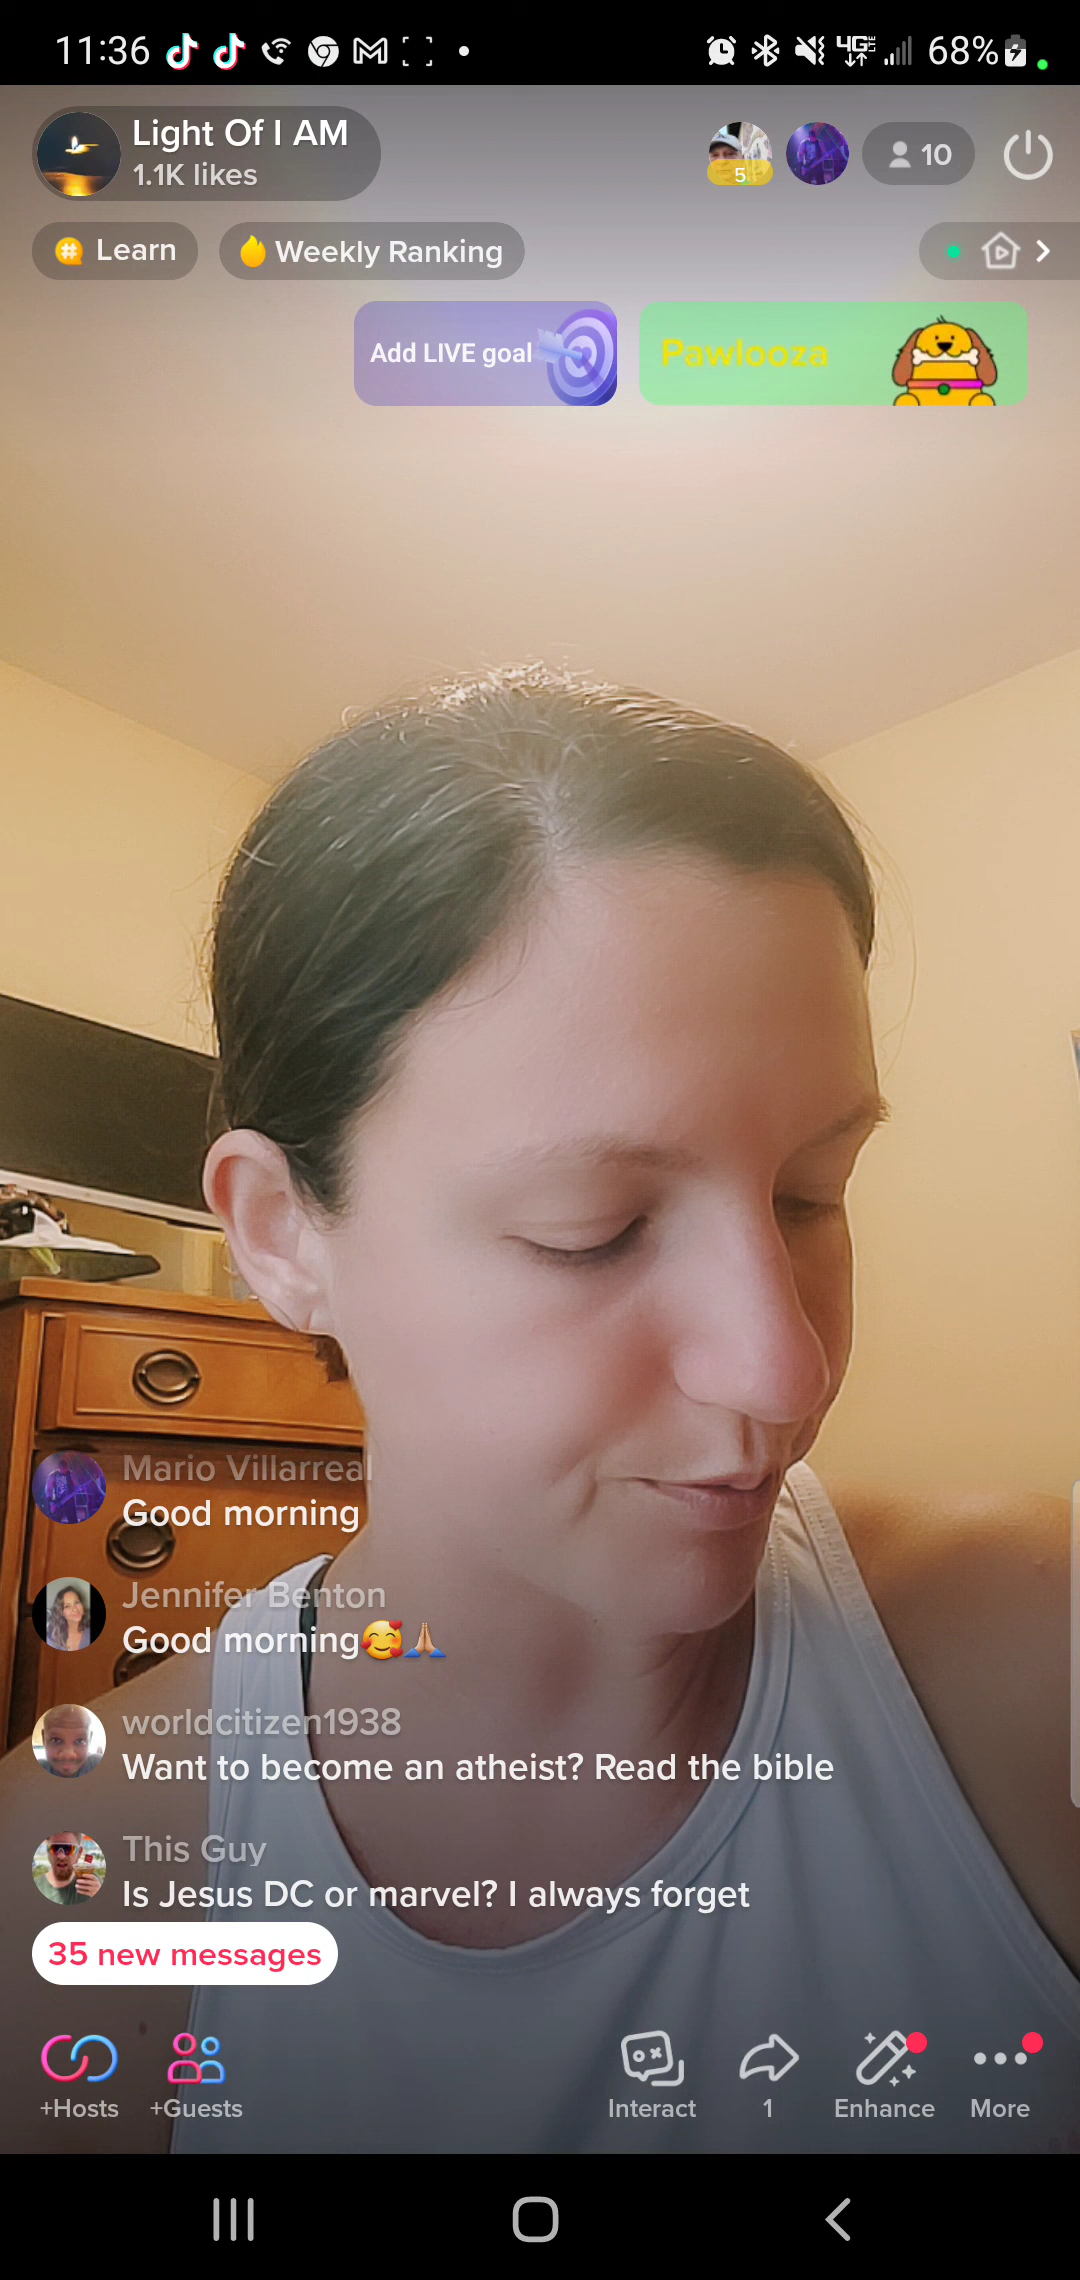 11:36
4G LTE 68%
Light Of I AM
1.1K likes
5
10
Learn
Weekly Ranking
Add LIVE goal
Pawlooza
Mario Villarreal
Good morning
Jennifer Benton
Good morning🥰🙏🏽
worldcitizen1938
Want to become an atheist? Read the bible
This Guy
Is Jesus DC or marvel? I always forget
35 new messages
+Hosts
+Guests
Interact
1
Enhance
More